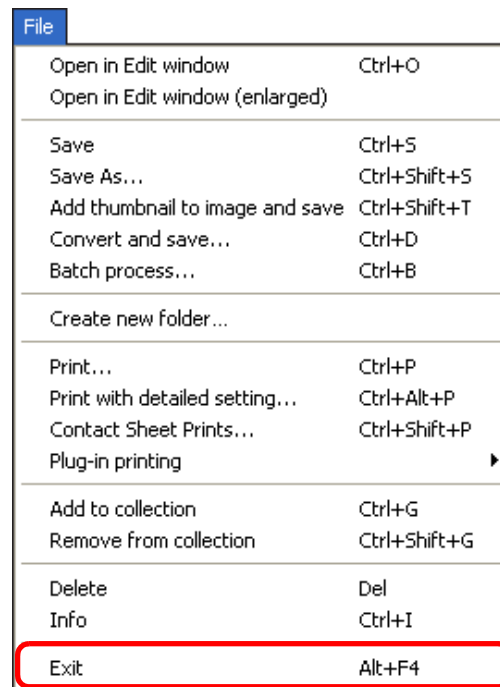 File
Open in Edit window Ctrl+O
Open in Edit window (enlarged)
Save Ctrl+S
Save As... Ctrl+Shift+S
Add thumbnail to image and save Ctrl+Shift+T
Convert and save... Ctrl+D
Batch process... Ctrl+B
Create new folder...
Print... Ctrl+P
Print with detailed setting... Ctrl+Alt+P
Contact Sheet Prints... Ctrl+Shift+P
Plug-in printing
Add to collection Ctrl+G
Remove from collection Ctrl+Shift+G
Delete Del
Info Ctrl+I
Exit Alt+F4